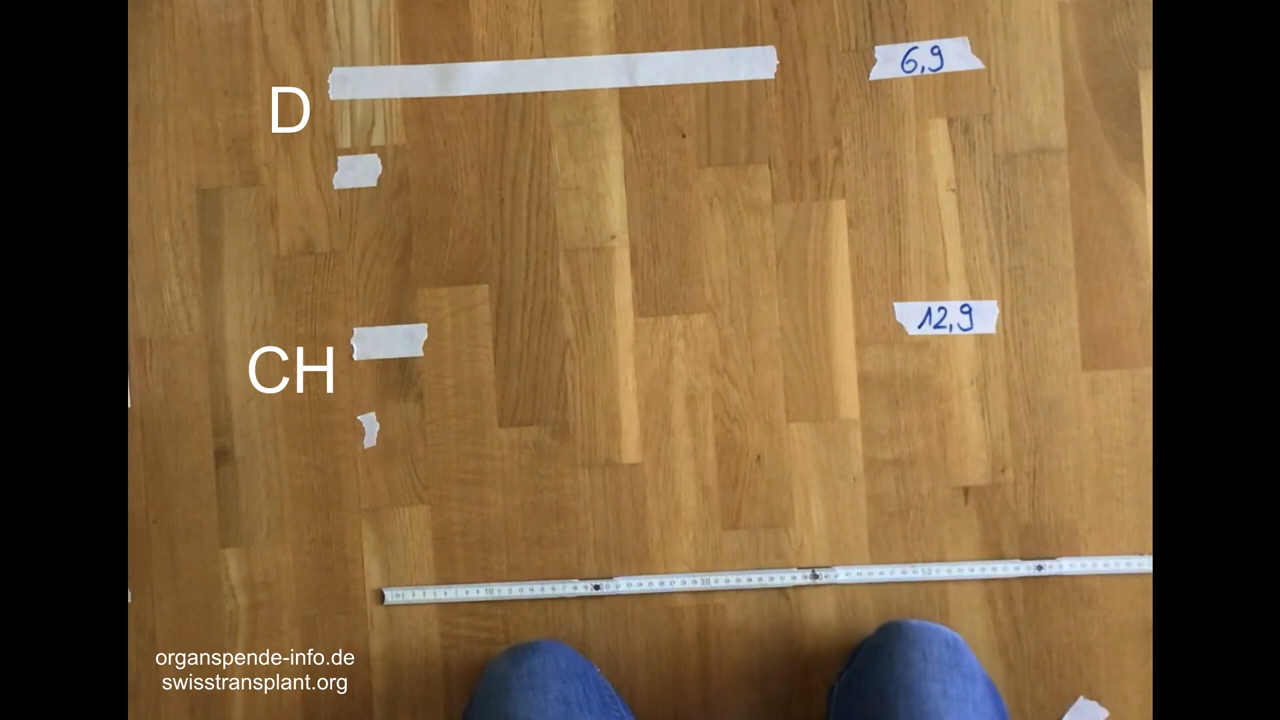 D
6,9
CH
12,9
organspende-info.de
swisstransplant.org